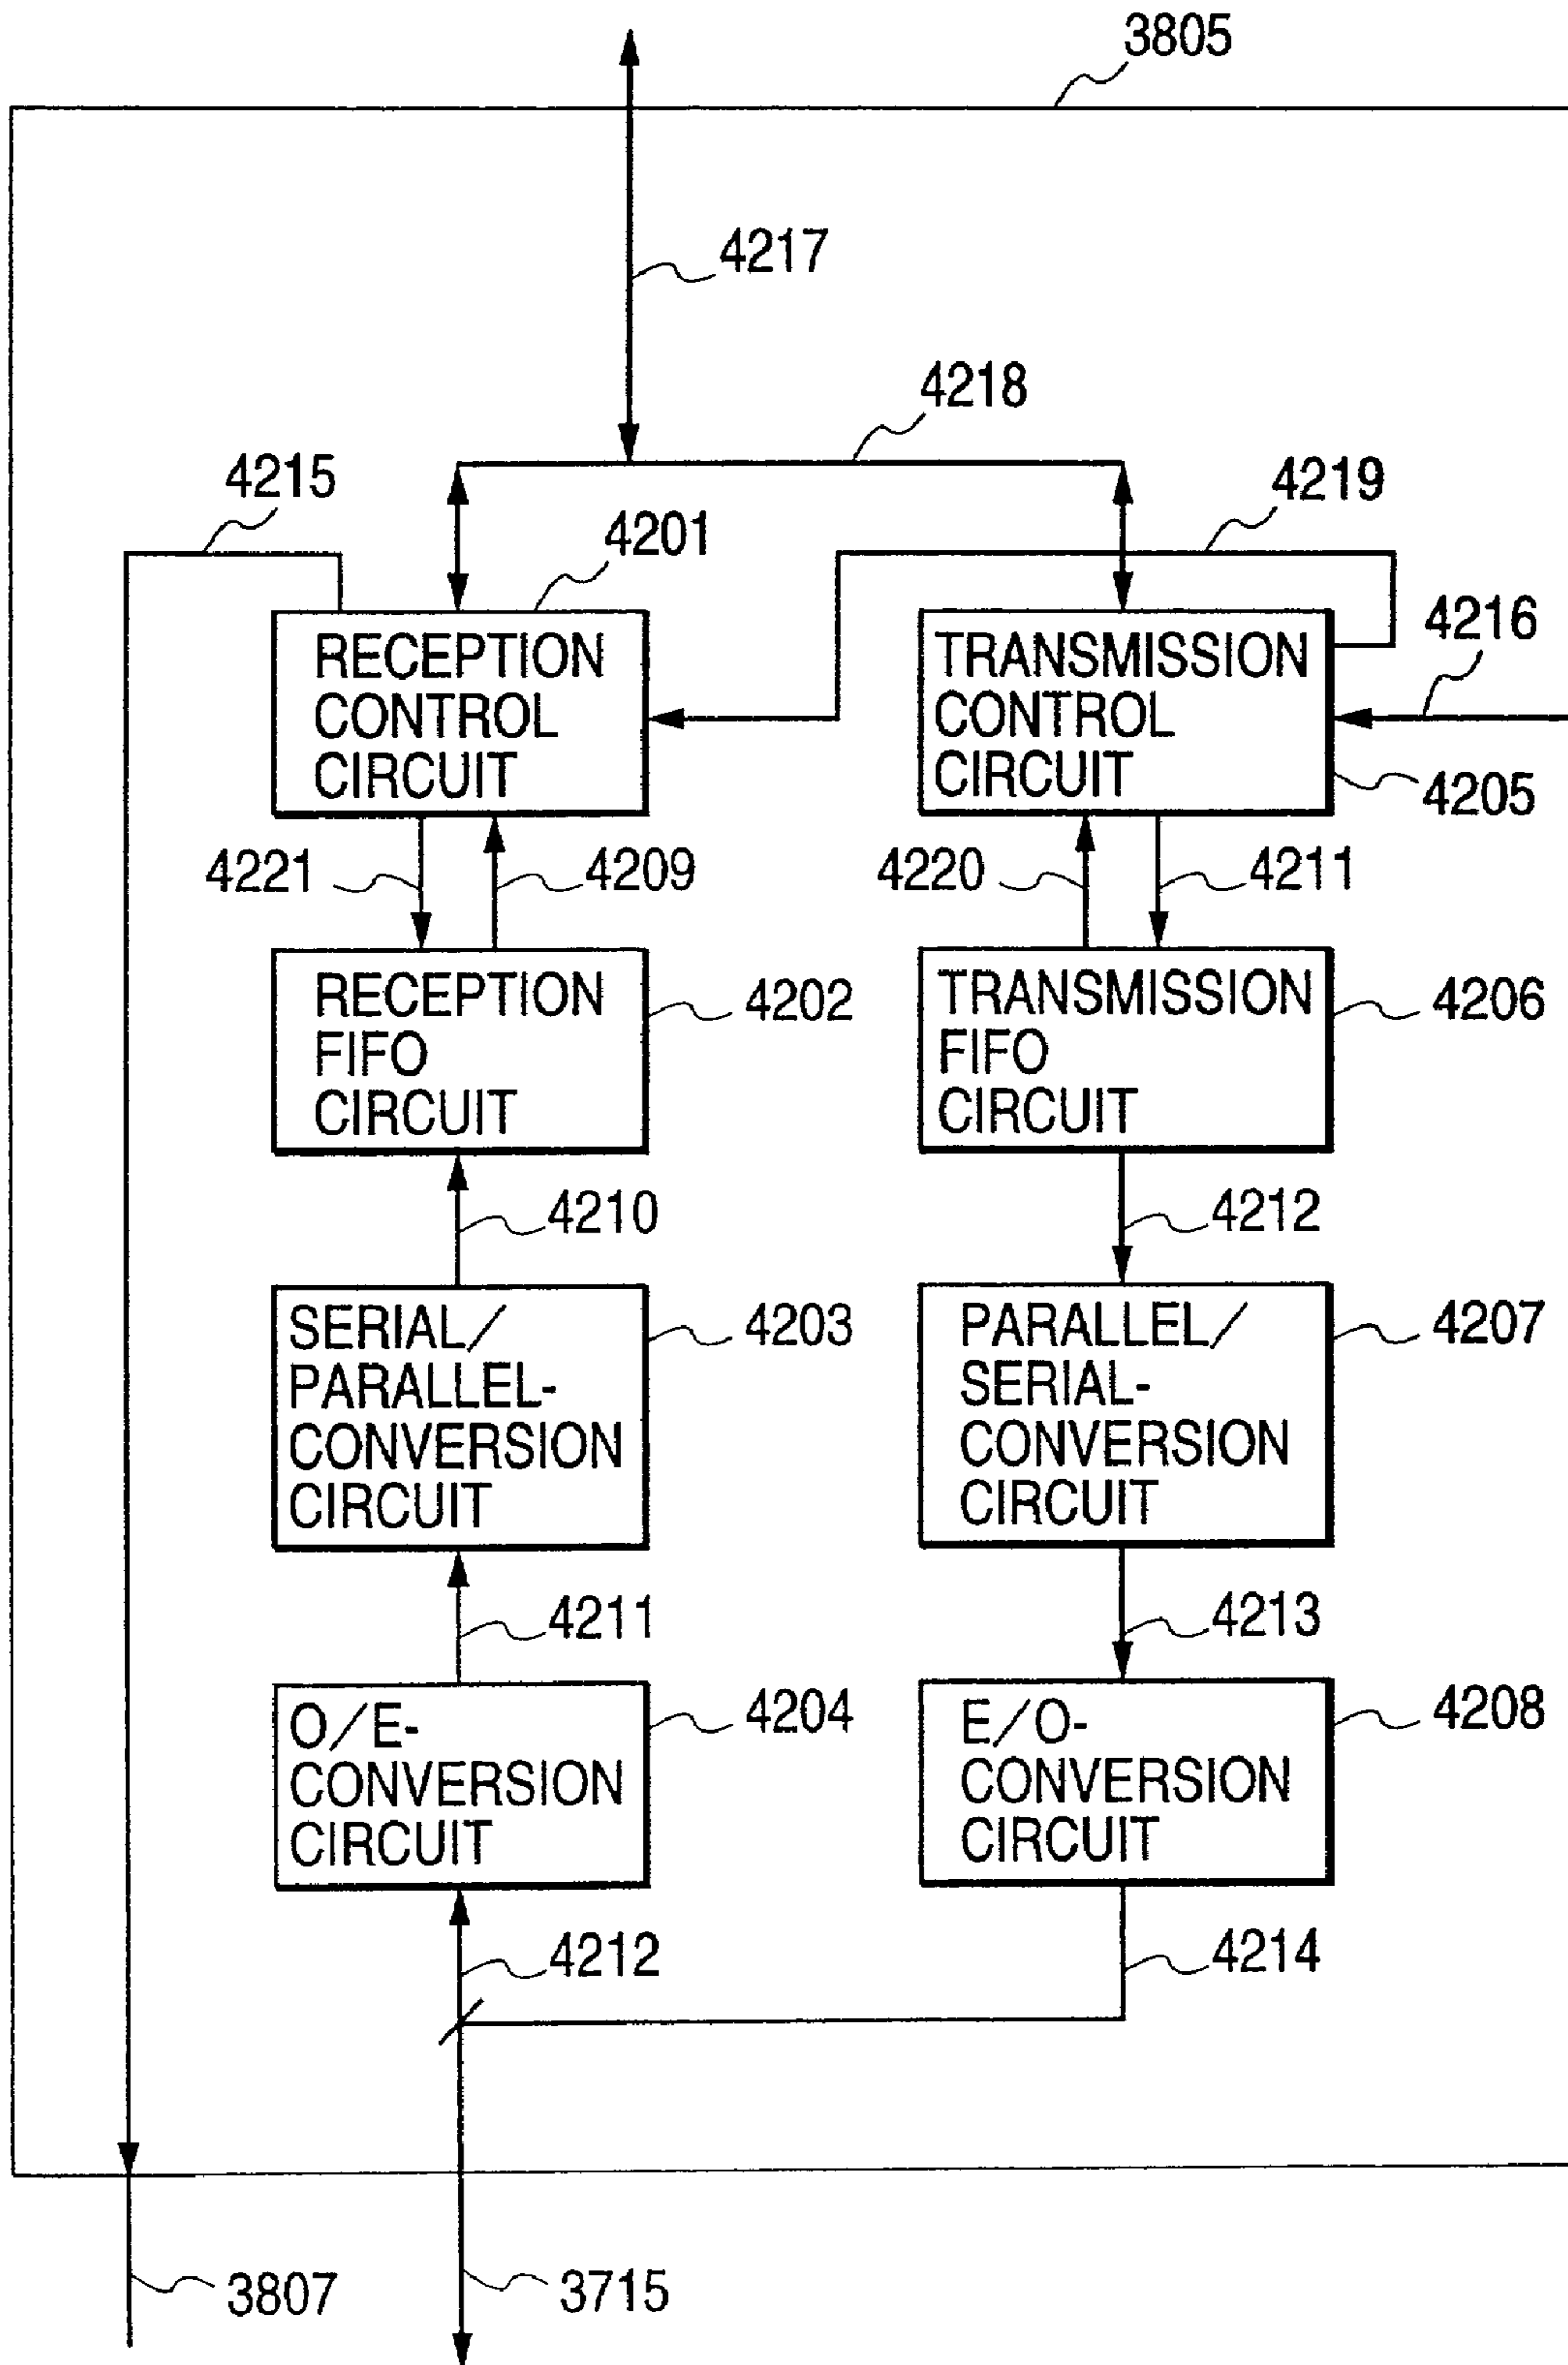 3805
4217
4218
4215
4219
4201
4216
RECEPTION
CONTROL
CIRCUIT
TRANSMISSION
CONTROL
CIRCUIT
4205
4221
4209
4220
4211
RECEPTION
FIFO
CIRCUIT
4202
TRANSMISSION
FIFO
CIRCUIT
4206
4210
4212
SERIAL/
PARALLEL-
CONVERSION
CIRCUIT
4203
PARALLEL/
SERIAL-
CONVERSION
CIRCUIT
4207
4211
4213
O/E-
CONVERSION
CIRCUIT
4204
E/O-
CONVERSION
CIRCUIT
4208
4212
4214
3807
3715